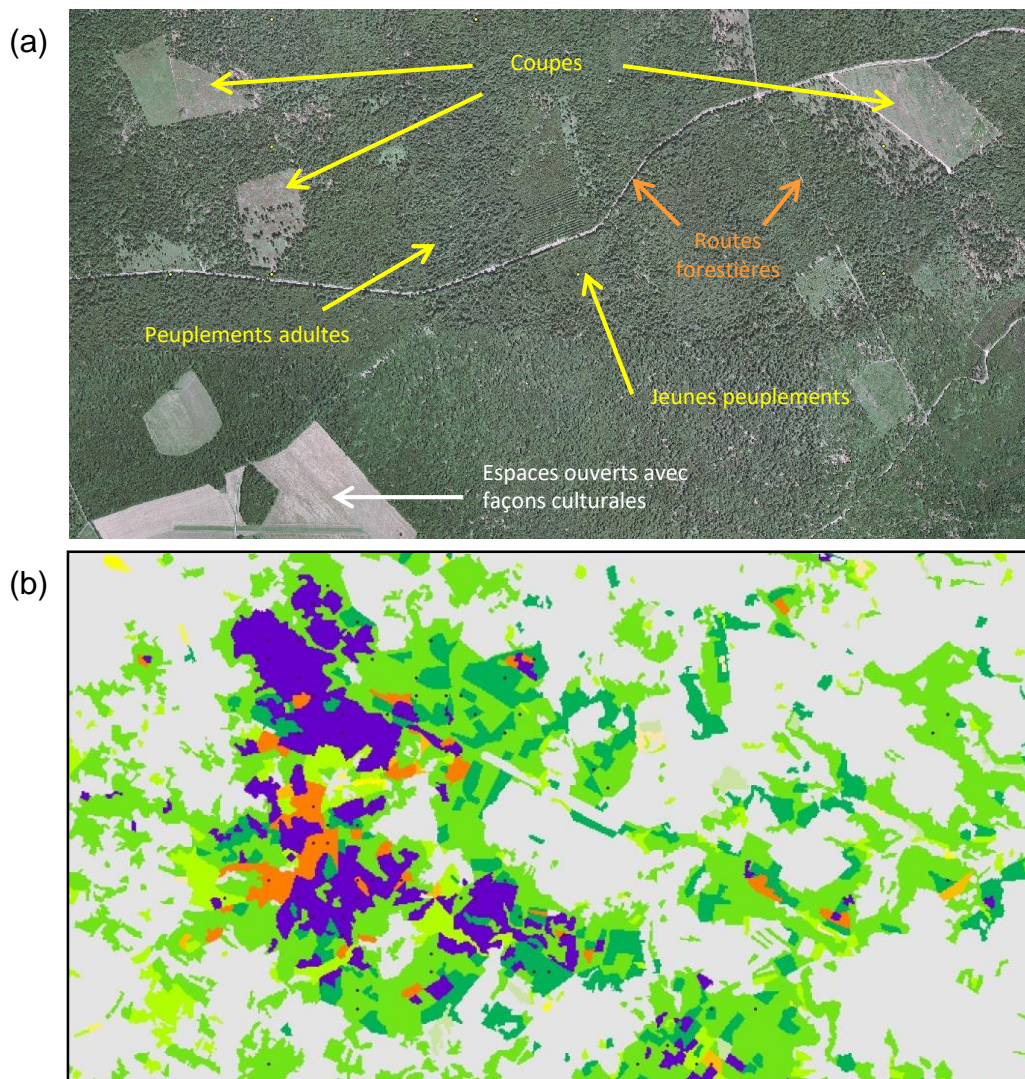 (a)
Coupes
Routes
forestières
Peuplements adultes
Jeunes peuplements
Espaces ouverts avec
façons culturales
(b)